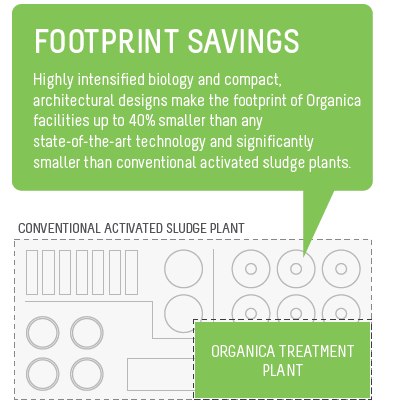 FOOTPRINT SAVINGS
Highly intensified biology and compact,
architectural designs make the footprint of Organica
facilities up to 40% smaller than any
state-of-the-art technology and significantly
smaller than conventional activated sludge plants.
CONVENTIONAL ACTIVATED SLUDGE PLANT
ORGANICA TREATMENT
PLANT